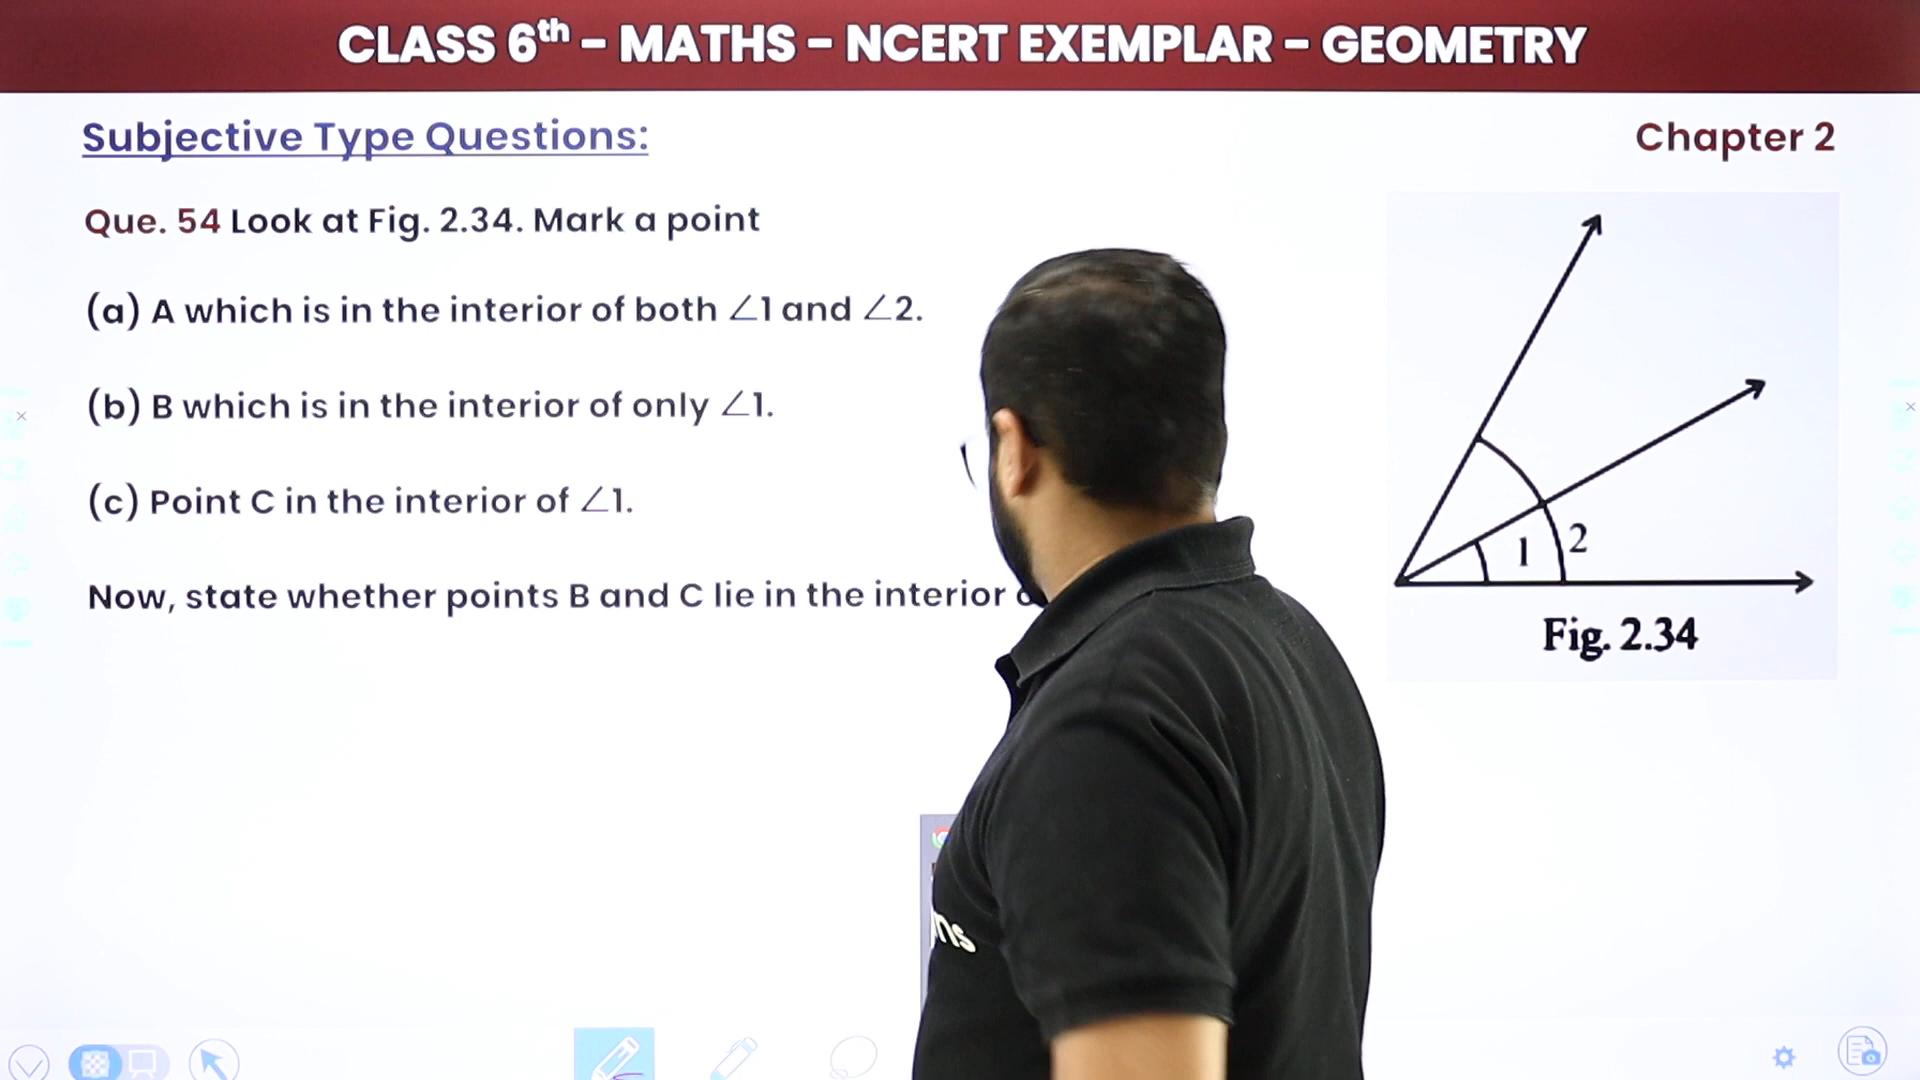 CLASS 6th – MATHS – NCERT EXEMPLAR – GEOMETRY
Subjective Type Questions:
Chapter 2
Que. 54 Look at Fig. 2.34. Mark a point
(a) A which is in the interior of both ∠1 and ∠2.
(b) B which is in the interior of only ∠1.
(c) Point C in the interior of ∠1.
Now, state whether points B and C lie in the interior
1
2
Fig. 2.34